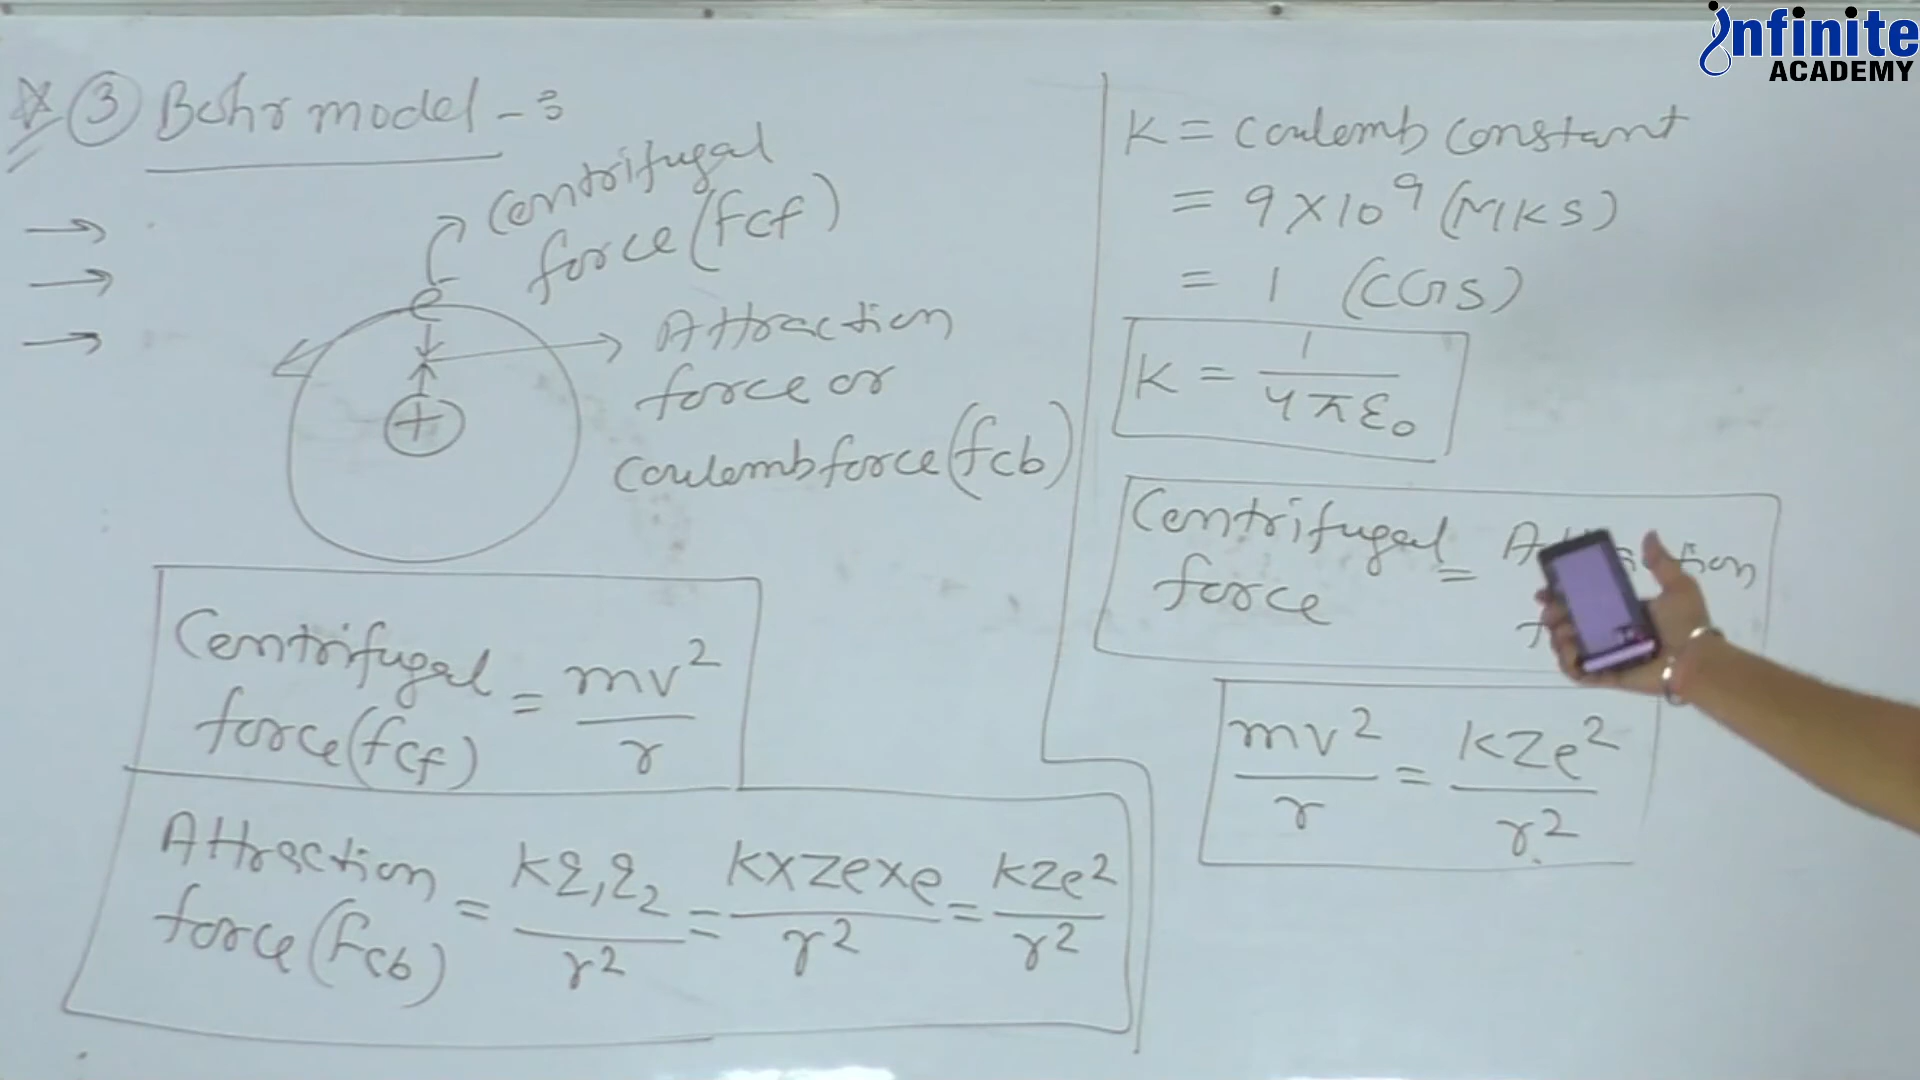 ③ Bohr model -:
Centrifugal
force (fcf)
e
Attraction
force or
Coulomb force (fcb)
+
Centrifugal
force (fcf) = mv²/r
Attraction
force (fcb) = kq₁q₂/r² = k×ze×e/r² = kze²/r²
K = Coulomb constant
= 9×10⁹ (MKS)
= 1 (CGS)
K = 1/4πε₀
Centrifugal =
force
mv²/r = kze²/r²
infinite
ACADEMY